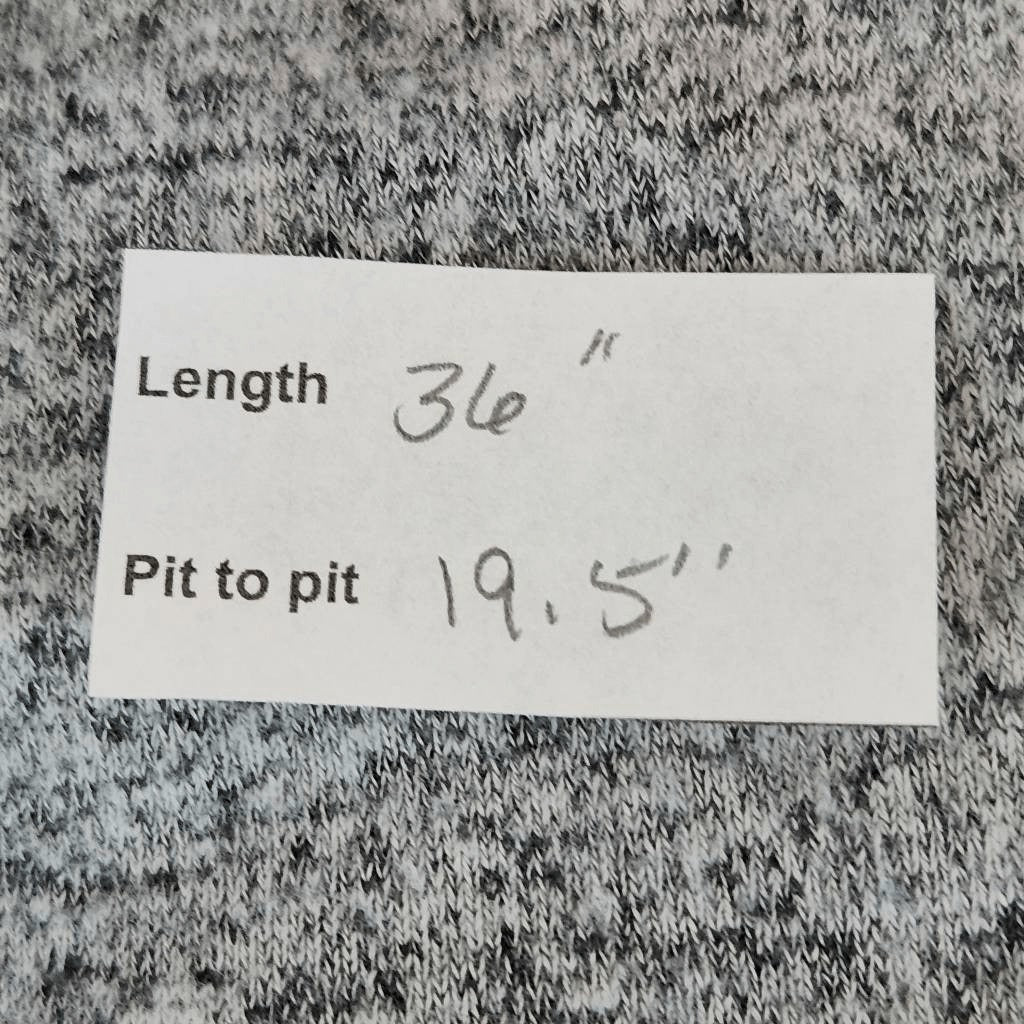 Length 36"
Pit to pit 19.5"